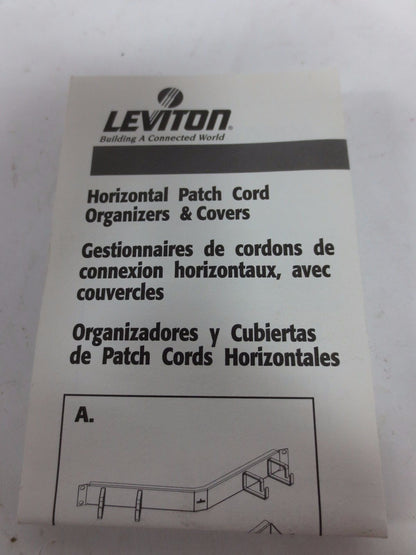 LEVITON®
Building A Connected World
Horizontal Patch Cord
Organizers & Covers
Gestionnaires de cordons de
connexion horizontaux, avec
couvercles
Organizadores y Cubiertas
de Patch Cords Horizontales
A.